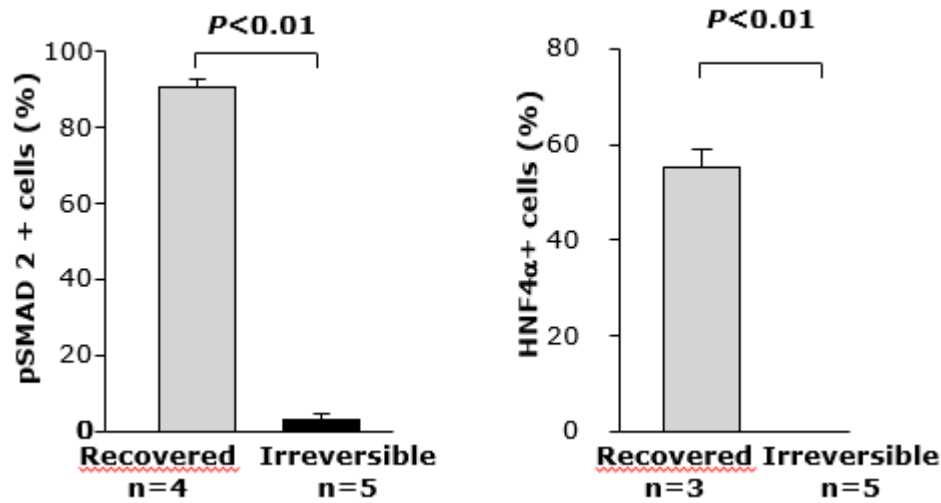 P<0.01
pSMAD 2 + cells (%)
100
80
60
40
20
0
Recovered Irreversible
n=4 n=5
P<0.01
HNF4α+ cells (%)
80
60
40
20
0
Recovered Irreversible
n=3 n=5